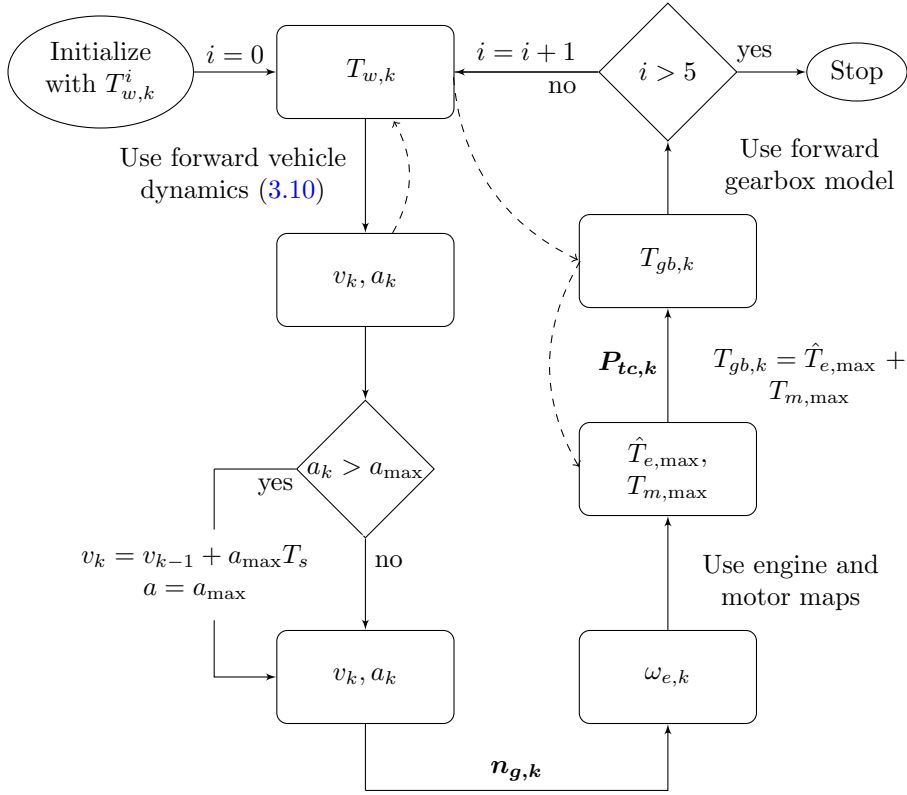 Initialize
with $T^i_{w,k}$
$i = 0$
$T_{w,k}$
$i = i + 1$
no
$i > 5$
yes
Stop
Use forward vehicle
dynamics (3.10)
Use forward
gearbox model
$v_k, a_k$
$T_{gb,k}$
$\boldsymbol{P_{tc,k}}$
$T_{gb,k} = \hat{T}_{e,\max} +$
$T_{m,\max}$
$a_k > a_{\max}$
yes
no
$\hat{T}_{e,\max},$
$T_{m,\max}$
$v_k = v_{k-1} + a_{\max} T_s$
$a = a_{\max}$
Use engine and
motor maps
$v_k, a_k$
$\omega_{e,k}$
$\boldsymbol{n_{g,k}}$